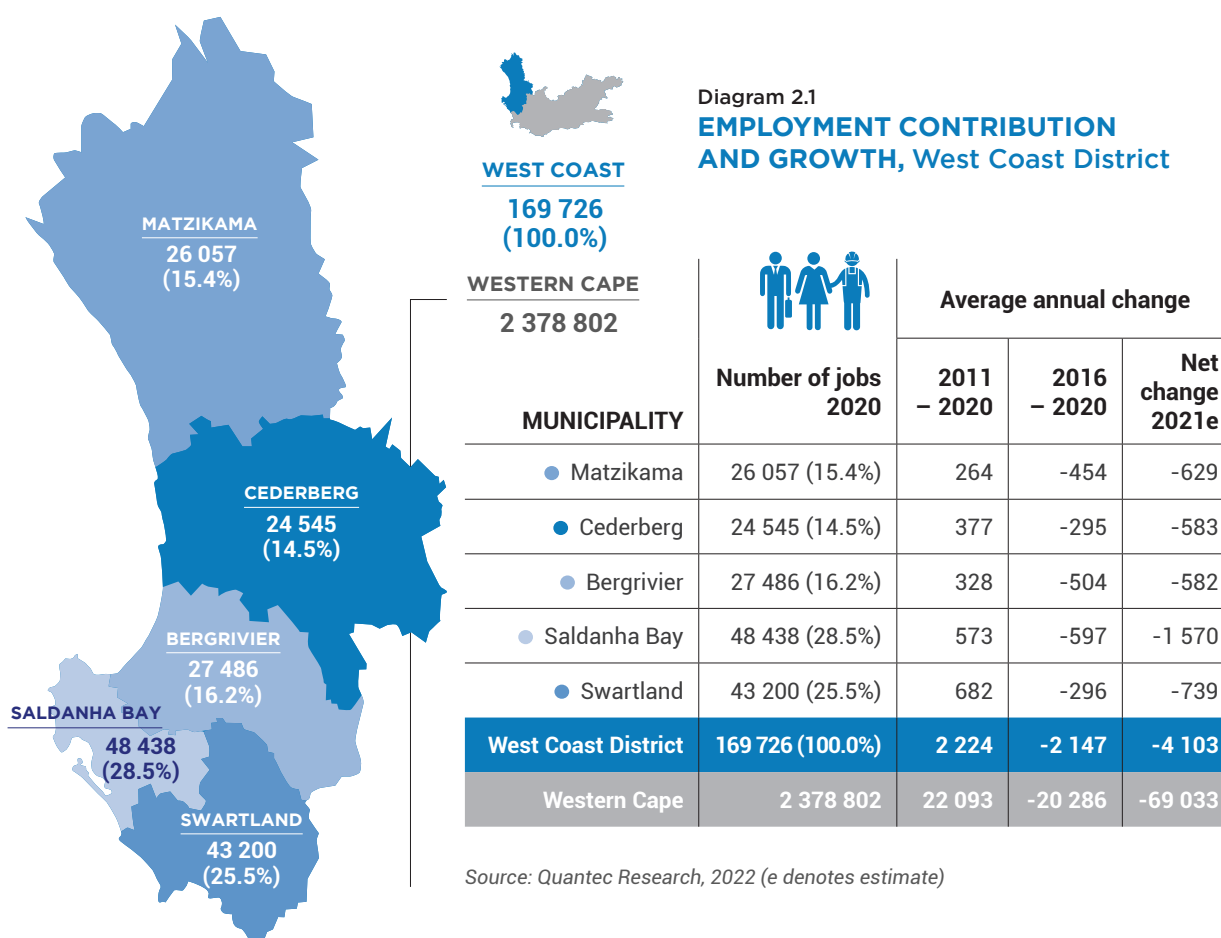 Diagram 2.1
EMPLOYMENT CONTRIBUTION
AND GROWTH, West Coast District
WEST COAST
169 726
(100.0%)
WESTERN CAPE
2 378 802
MATZIKAMA
26 057
(15.4%)
CEDERBERG
24 545
(14.5%)
BERGRIVIER
27 486
(16.2%)
SALDANHA BAY
48 438
(28.5%)
SWARTLAND
43 200
(25.5%)
MUNICIPALITY
Number of jobs
2020
Average annual change
2011
– 2020
2016
– 2020
Net
change
2021e
Matzikama 26 057 (15.4%) 264 -454 -629
Cederberg 24 545 (14.5%) 377 -295 -583
Bergrivier 27 486 (16.2%) 328 -504 -582
Saldanha Bay 48 438 (28.5%) 573 -597 -1 570
Swartland 43 200 (25.5%) 682 -296 -739
West Coast District 169 726 (100.0%) 2 224 -2 147 -4 103
Western Cape 2 378 802 22 093 -20 286 -69 033
Source: Quantec Research, 2022 (e denotes estimate)